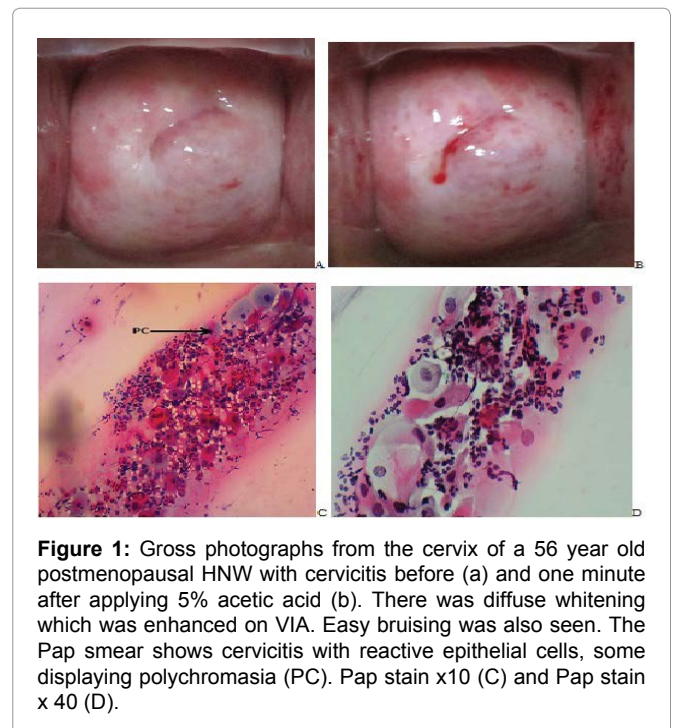 A
B
PC
C
D
Figure 1: Gross photographs from the cervix of a 56 year old
postmenopausal HNW with cervicitis before (a) and one minute
after applying 5% acetic acid (b). There was diffuse whitening
which was enhanced on VIA. Easy bruising was also seen. The
Pap smear shows cervicitis with reactive epithelial cells, some
displaying polychromasia (PC). Pap stain x10 (C) and Pap stain
x 40 (D).